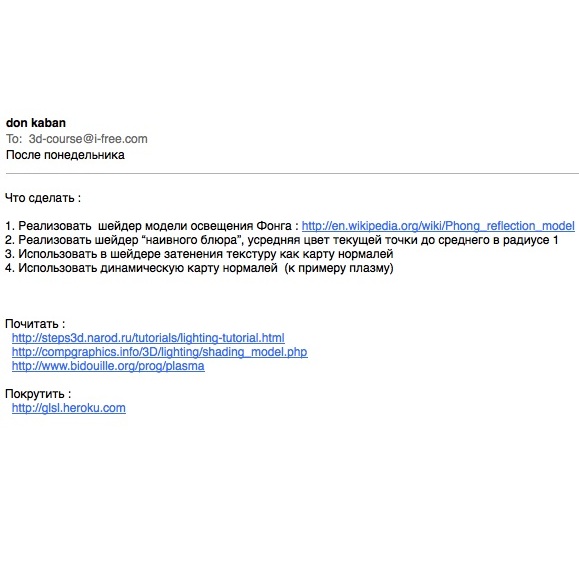 don kaban
To: 3d-course@i-free.com
После понедельника
Что сделать :
1. Реализовать шейдер модели освещения Фонга : http://en.wikipedia.org/wiki/Phong_reflection_model
2. Реализовать шейдер “наивного блюра”, усредняя цвет текущей точки до среднего в радиусе 1
3. Использовать в шейдере затенения текстуру как карту нормалей
4. Использовать динамическую карту нормалей (к примеру плазму)
Почитать :
http://steps3d.narod.ru/tutorials/lighting-tutorial.html
http://compgraphics.info/3D/lighting/shading_model.php
http://www.bidouille.org/prog/plasma
Покрутить :
http://glsl.heroku.com